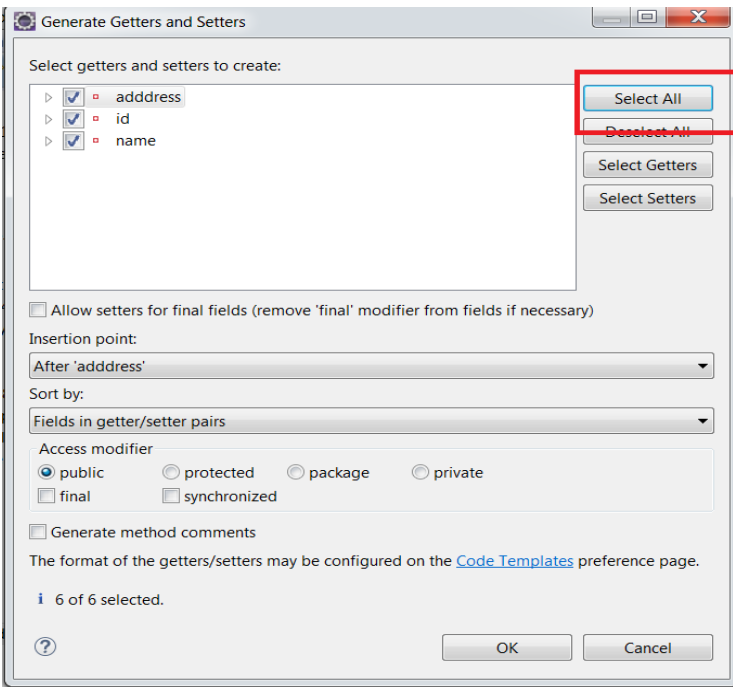 Generate Getters and Setters
Select getters and setters to create:
adddress
id
name
Select All
Deselect All
Select Getters
Select Setters
Allow setters for final fields (remove 'final' modifier from fields if necessary)
Insertion point:
After 'adddress'
Sort by:
Fields in getter/setter pairs
Access modifier
public protected package private
final synchronized
Generate method comments
The format of the getters/setters may be configured on the Code Templates preference page.
i 6 of 6 selected.
? OK Cancel